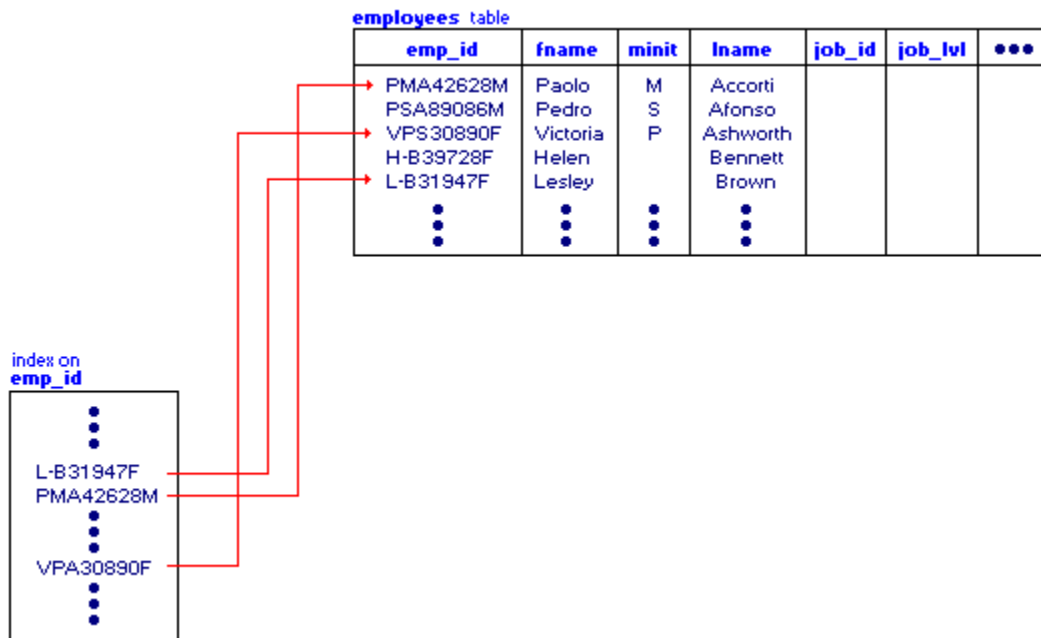 employees table
emp_id fname minit lname job_id job_lvl •••
PMA42628M Paolo M Accorti
PSA89086M Pedro S Afonso
VPS30890F Victoria P Ashworth
H-B39728F Helen Bennett
L-B31947F Lesley Brown
index on
emp_id
L-B31947F
PMA42628M
VPA30890F